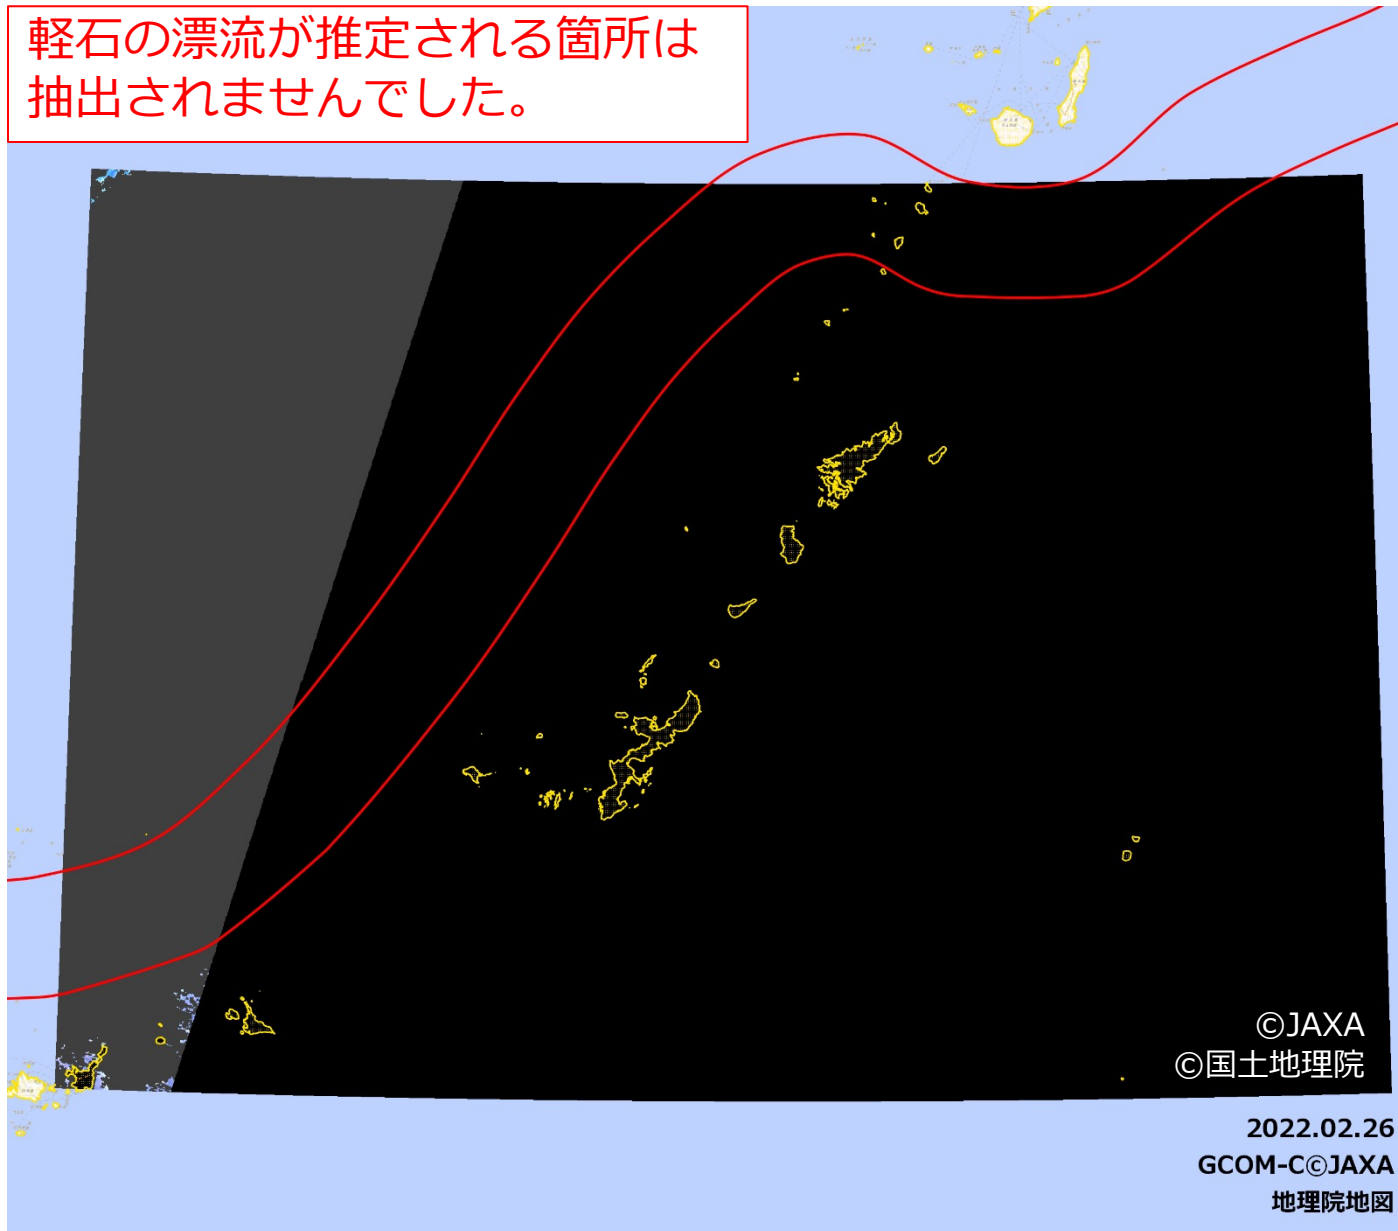 軽石の漂流が推定される箇所は
抽出されませんでした。
©JAXA
©国土地理院
2022.02.26
GCOM-C©JAXA
地理院地図